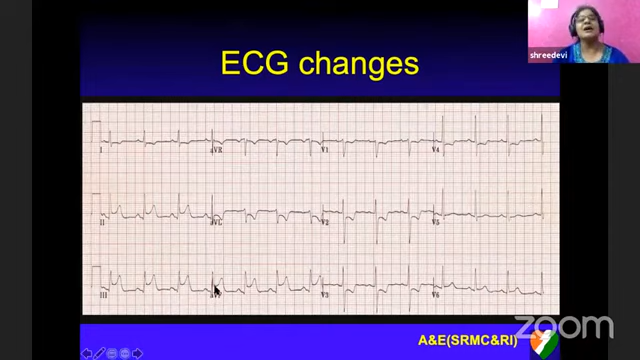 shreedevi
ECG changes
I aVR V1 V4
II aVL V2 V5
III aVF V3 V6
A&E(SRMC&RI)
zoom